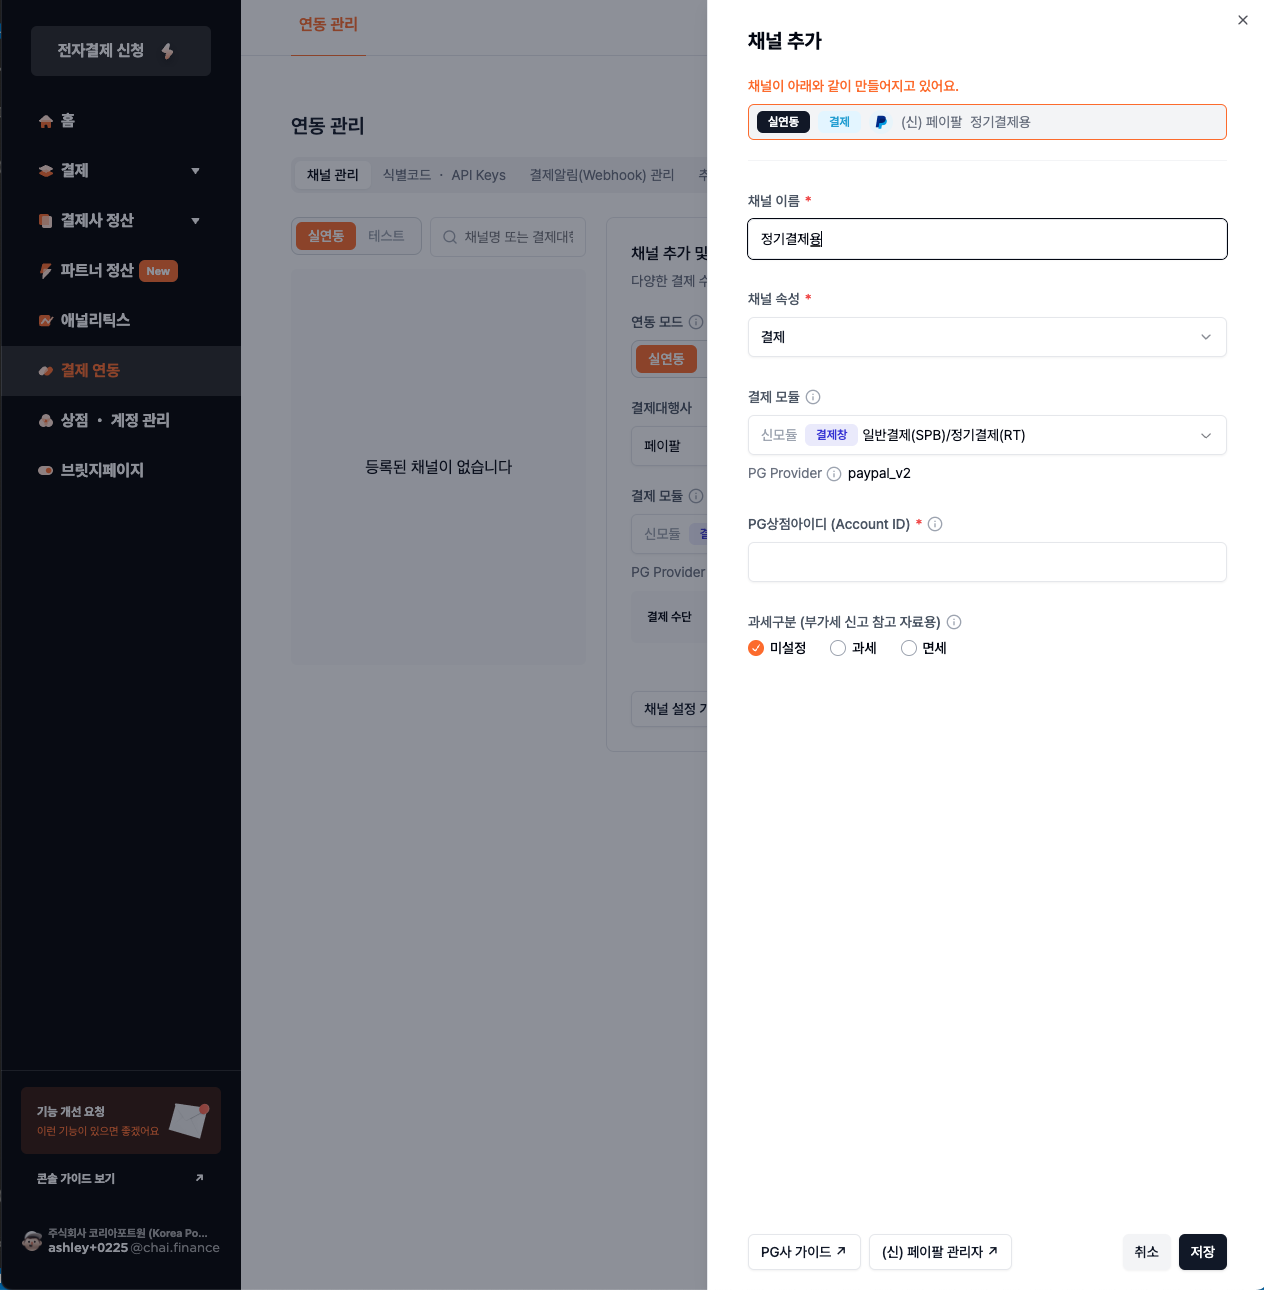 전자결제 신청
홈
결제
결제사 정산
파트너 정산 New
애널리틱스
결제 연동
상점 · 계정 관리
브릿지페이지
기능 개선 요청
이런 기능이 있으면 좋겠어요
콘솔 가이드 보기
주식회사 코리아포트원 (Korea Po...
ashley+0225@chai.finance
연동 관리
연동 관리
채널 관리 식별코드 · API Keys 결제알림(Webhook) 관리
실연동 테스트 채널명 또는 결제대행
등록된 채널이 없습니다
채널 추가 및
다양한 결제 수
연동 모드
실연동
결제대행사
페이팔
결제 모듈
신모듈
PG Provider
결제 수단
채널 설정
채널 추가
채널이 아래와 같이 만들어지고 있어요.
실연동 결제 (신) 페이팔 정기결제용
채널 이름 *
정기결제용
채널 속성 *
결제
결제 모듈
신모듈 결제창 일반결제(SPB)/정기결제(RT)
PG Provider paypal_v2
PG상점아이디 (Account ID) *
과세구분 (부가세 신고 참고 자료용)
미설정 과세 면세
PG사 가이드 (신) 페이팔 관리자 취소 저장